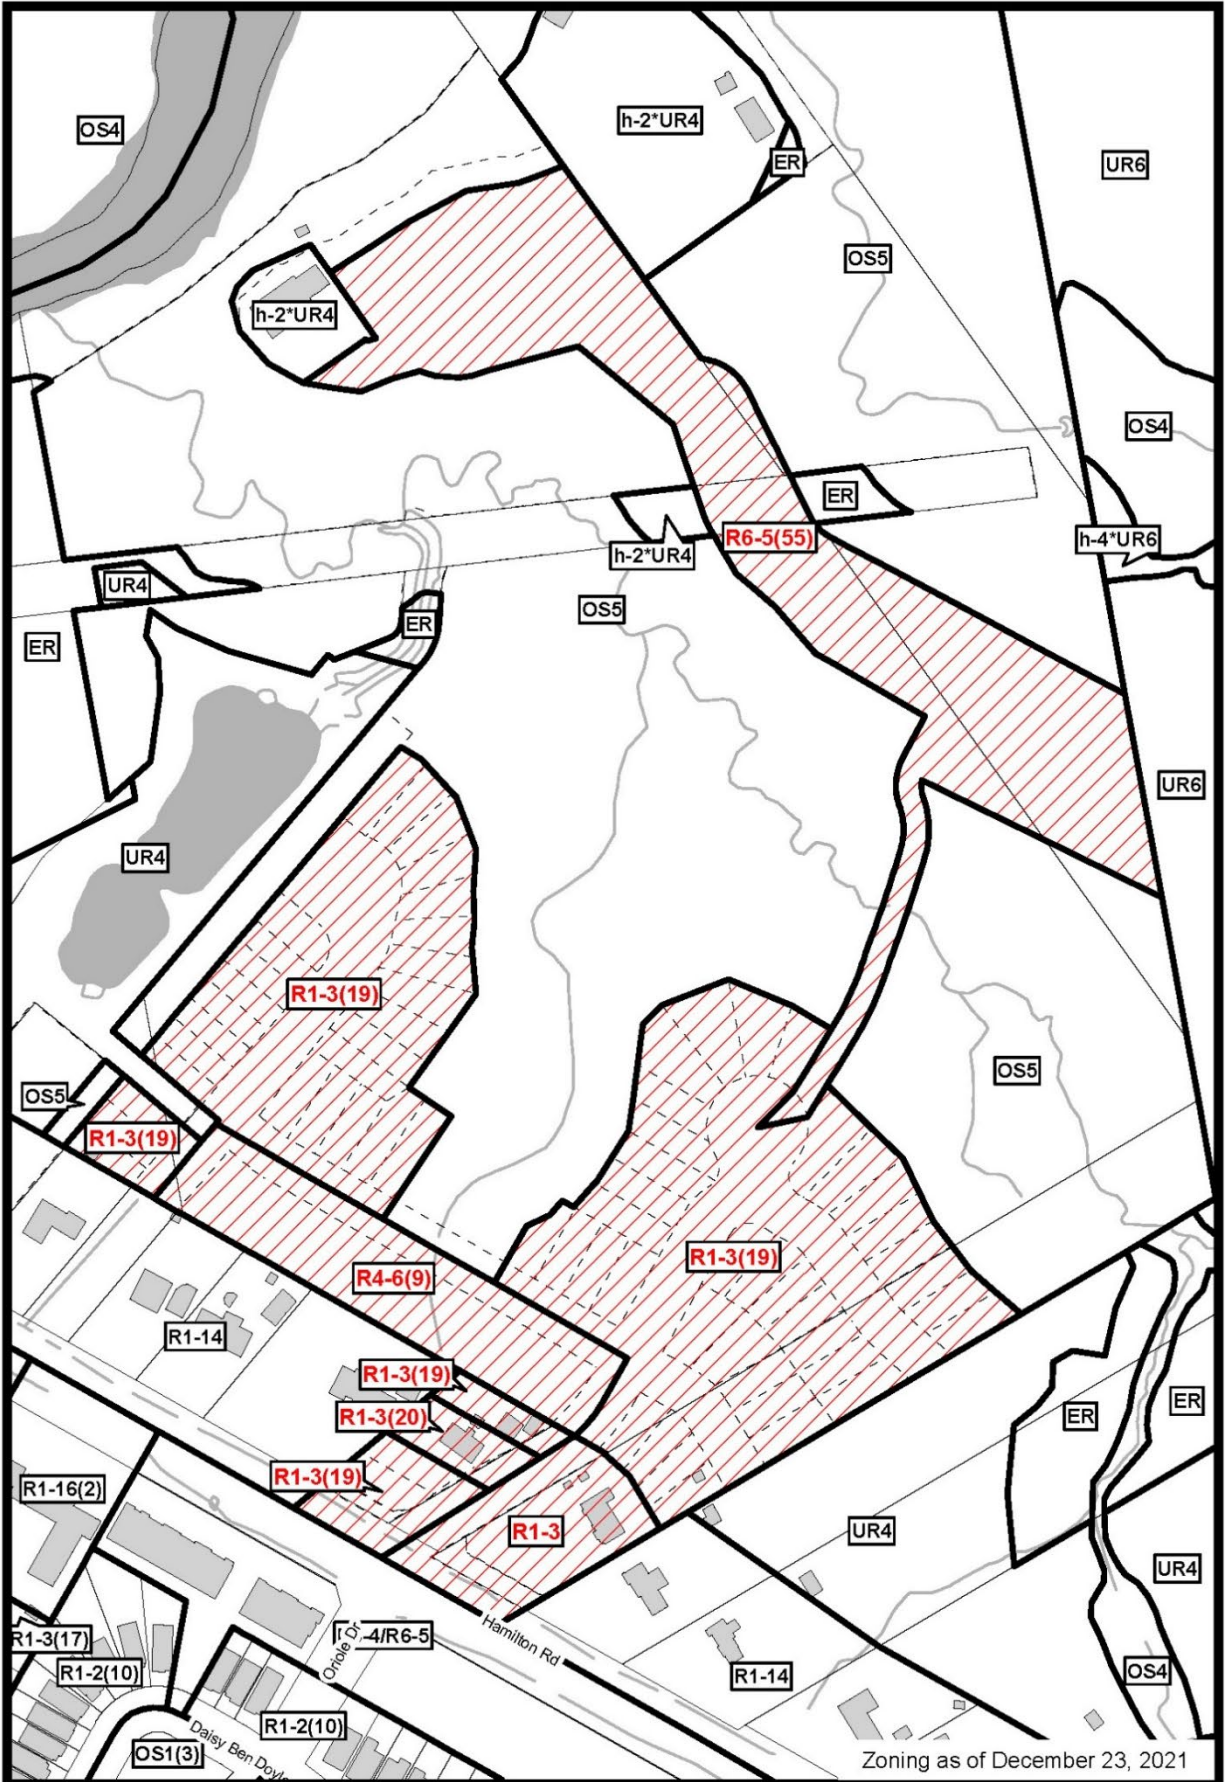 OS4
h-2*UR4
ER
UR6
OS5
h-2*UR4
OS4
ER
R6-5(55)
h-4*UR6
h-2*UR4
UR4
OS5
ER
ER
UR6
UR4
R1-3(19)
OS5
OS5
R1-3(19)
R1-3(19)
R4-6(9)
R1-14
R1-3(19)
ER
ER
R1-3(20)
R1-3(19)
R1-16(2)
R1-3
UR4
UR4
Hamilton Rd
-4/R6-5
Oriole Dr
R1-3(17)
R1-2(10)
OS4
R1-14
R1-2(10)
Daisy Ben Doyle
OS1(3)
Zoning as of December 23, 2021